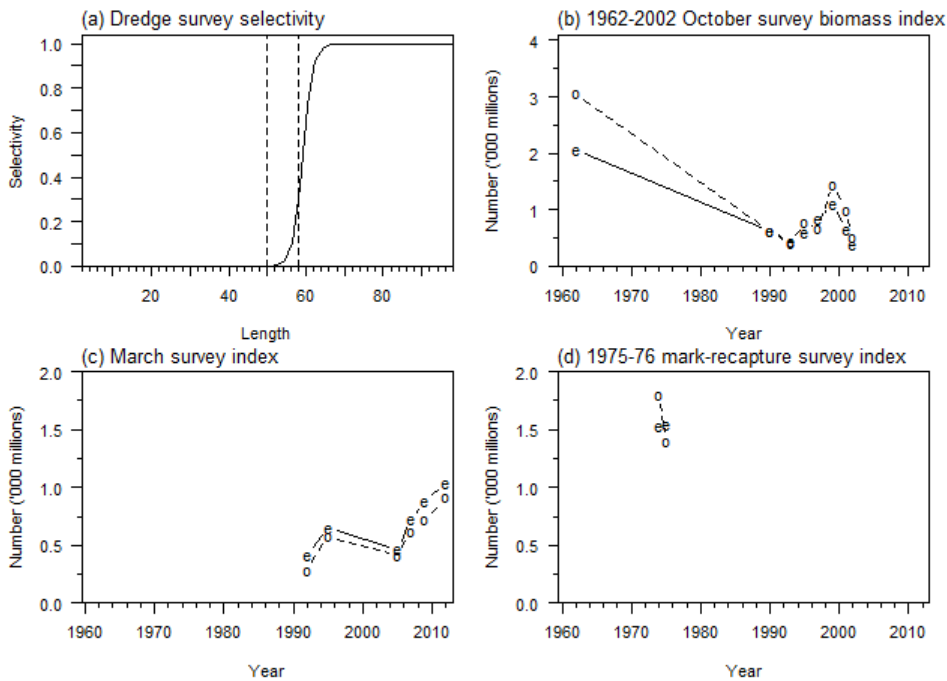 (a) Dredge survey selectivity
Selectivity
1.0
0.8
0.6
0.4
0.2
0.0
20
40
60
80
Length
(b) 1962-2002 October survey biomass index
Number ('000 millions)
4
3
2
1
0
o
e
e
o
e
o
o
e
e
o
o
e
o
e
o
e
1960
1970
1980
1990
2000
2010
Year
(c) March survey index
Number ('000 millions)
2.0
1.5
1.0
0.5
0.0
e
o
e
o
e
o
e
o
e
o
e
o
1960
1970
1980
1990
2000
2010
Year
(d) 1975-76 mark-recapture survey index
Number ('000 millions)
2.0
1.5
1.0
0.5
0.0
o
e
e
o
1960
1970
1980
1990
2000
2010
Year